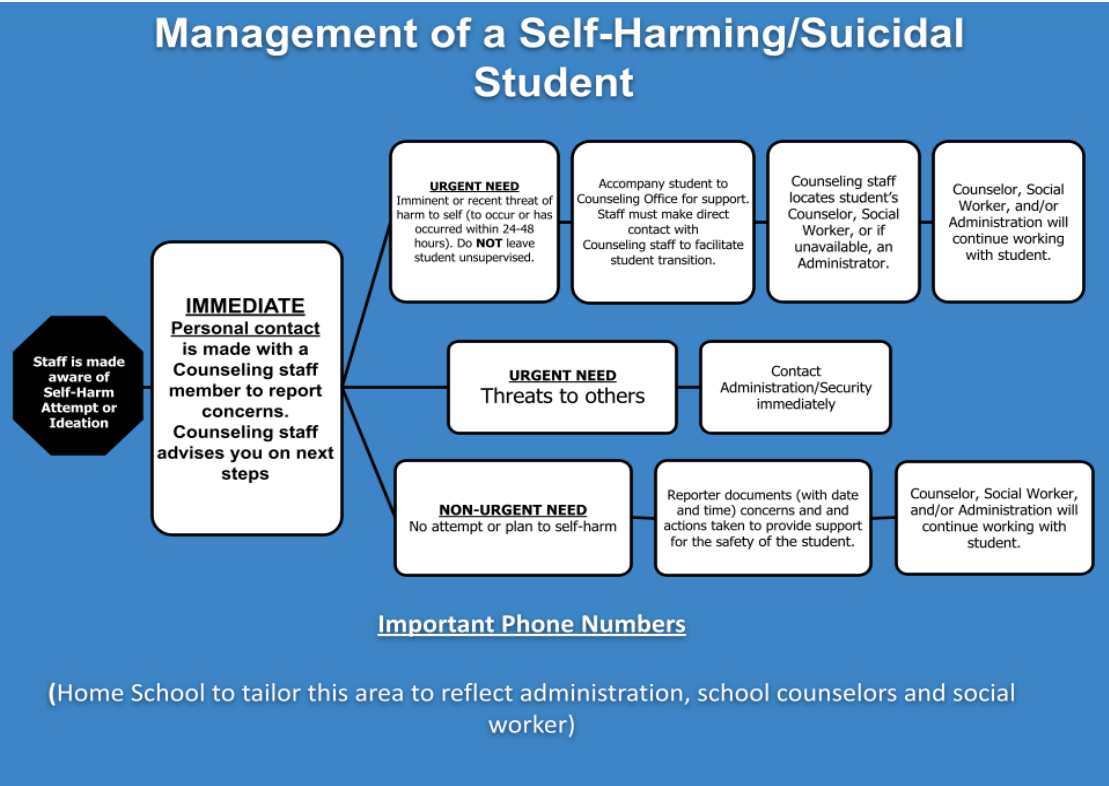 Management of a Self-Harming/Suicidal
Student
Staff is made
aware of
Self-Harm
Attempt or
Ideation
IMMEDIATE
Personal contact
is made with a
Counseling staff
member to report
concerns.
Counseling staff
advises you on next
steps
URGENT NEED
Imminent or recent threat of
harm to self (to occur or has
occurred within 24-48
hours). Do NOT leave
student unsupervised.
Accompany student to
Counseling Office for support.
Staff must make direct
contact with
Counseling staff to facilitate
student transition.
Counseling staff
locates student's
Counselor, Social
Worker, or if
unavailable, an
Administrator.
Counselor, Social
Worker, and/or
Administration will
continue working
with student.
URGENT NEED
Threats to others
Contact
Administration/Security
immediately
NON-URGENT NEED
No attempt or plan to self-harm
Reporter documents (with date
and time) concerns and and
actions taken to provide support
for the safety of the student.
Counselor, Social Worker,
and/or Administration will
continue working with
student.
Important Phone Numbers
(Home School to tailor this area to reflect administration, school counselors and social
worker)